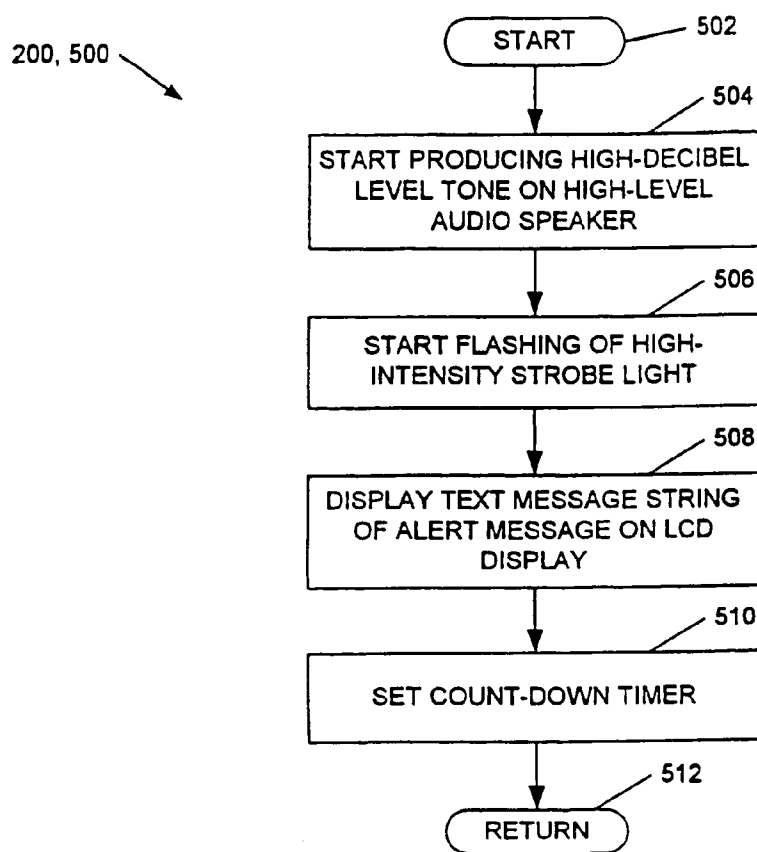 200, 500
START
502
504
START PRODUCING HIGH-DECIBEL
LEVEL TONE ON HIGH-LEVEL
AUDIO SPEAKER
506
START FLASHING OF HIGH-
INTENSITY STROBE LIGHT
508
DISPLAY TEXT MESSAGE STRING
OF ALERT MESSAGE ON LCD
DISPLAY
510
SET COUNT-DOWN TIMER
512
RETURN